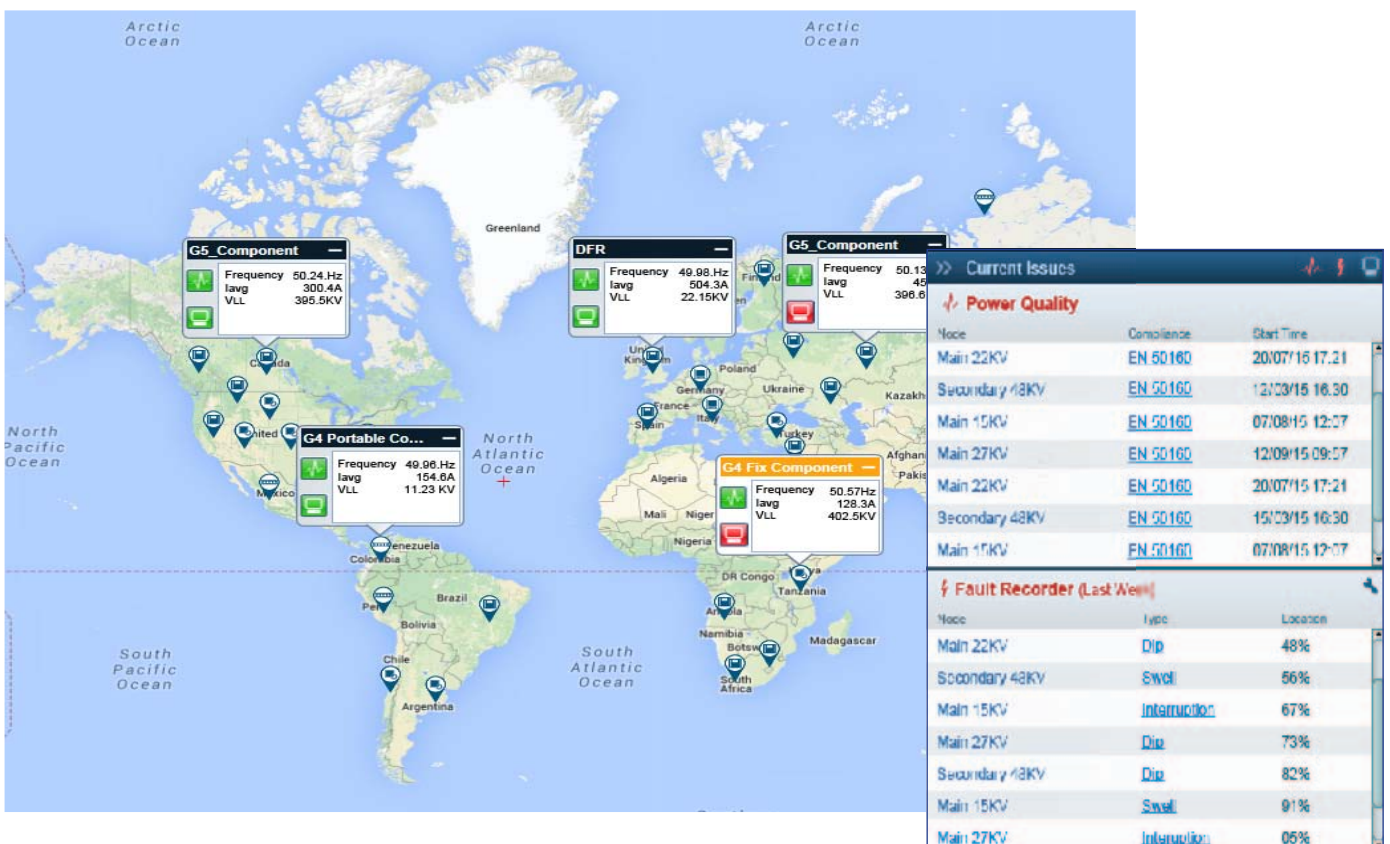 Arctic
Ocean
Arctic
Ocean
Greenland
G5_Component
Frequency 50.24.Hz
Iavg 300.4A
VLL 395.5KV
DFR
Frequency 49.98.Hz
Iavg 504.3A
VLL 22.15KV
G5_Component
Frequency 50.13
Iavg 45
VLL 396.6
United
Kingdom
Poland
Germany
Ukraine
Kazakh
France
Italy
Spain
Turkey
Afghan
Pakis
North
Pacific
Ocean
United
Mexico
North
Atlantic
Ocean
G4 Portable Co...
Frequency 49.96.Hz
Iavg 154.6A
VLL 11.23 KV
G4 Fix Component
Frequency 50.57Hz
Iavg 128.3A
VLL 402.5KV
Algeria
Mali Niger
Nigeria
DR Congo
Tanzania
Angola
Namibia
Botsw
Madagascar
South
Africa
enezuela
Colombia
Brazil
Bolivia
Chile
Argentina
South
Pacific
Ocean
South
Atlantic
Ocean
>> Current Issues
Power Quality
Node Compliance Start Time
Main 22KV EN 50160 20/07/15 17:21
Secondary 48KV EN 50160 12/03/15 16:30
Main 15KV EN 50160 07/08/15 12:07
Main 27KV EN 50160 12/09/15 09:57
Main 22KV EN 50160 20/07/15 17:21
Secondary 48KV EN 50160 15/03/15 16:30
Main 15KV EN 50160 07/08/15 12:07
Fault Recorder (Last Week)
Node Type Location
Main 22KV Dip 48%
Secondary 48KV Swell 56%
Main 15KV Interruption 67%
Main 27KV Dip 73%
Secondary 48KV Dip 82%
Main 15KV Swell 91%
Main 27KV Interuption 05%